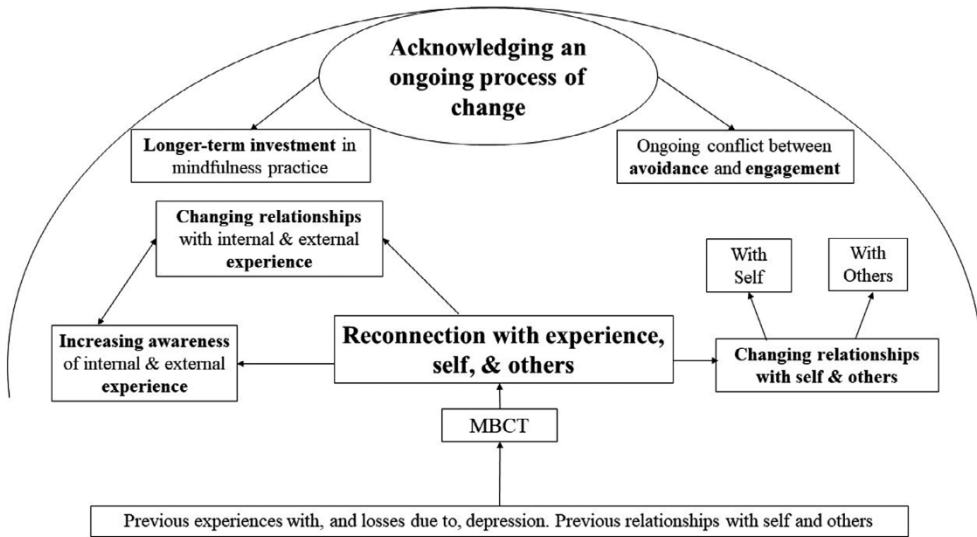 Acknowledging an
ongoing process of
change
Longer-term investment in
mindfulness practice
Ongoing conflict between
avoidance and engagement
Changing relationships
with internal & external
experience
With
Self
With
Others
Increasing awareness
of internal & external
experience
Reconnection with experience,
self, & others
Changing relationships
with self & others
MBCT
Previous experiences with, and losses due to, depression. Previous relationships with self and others